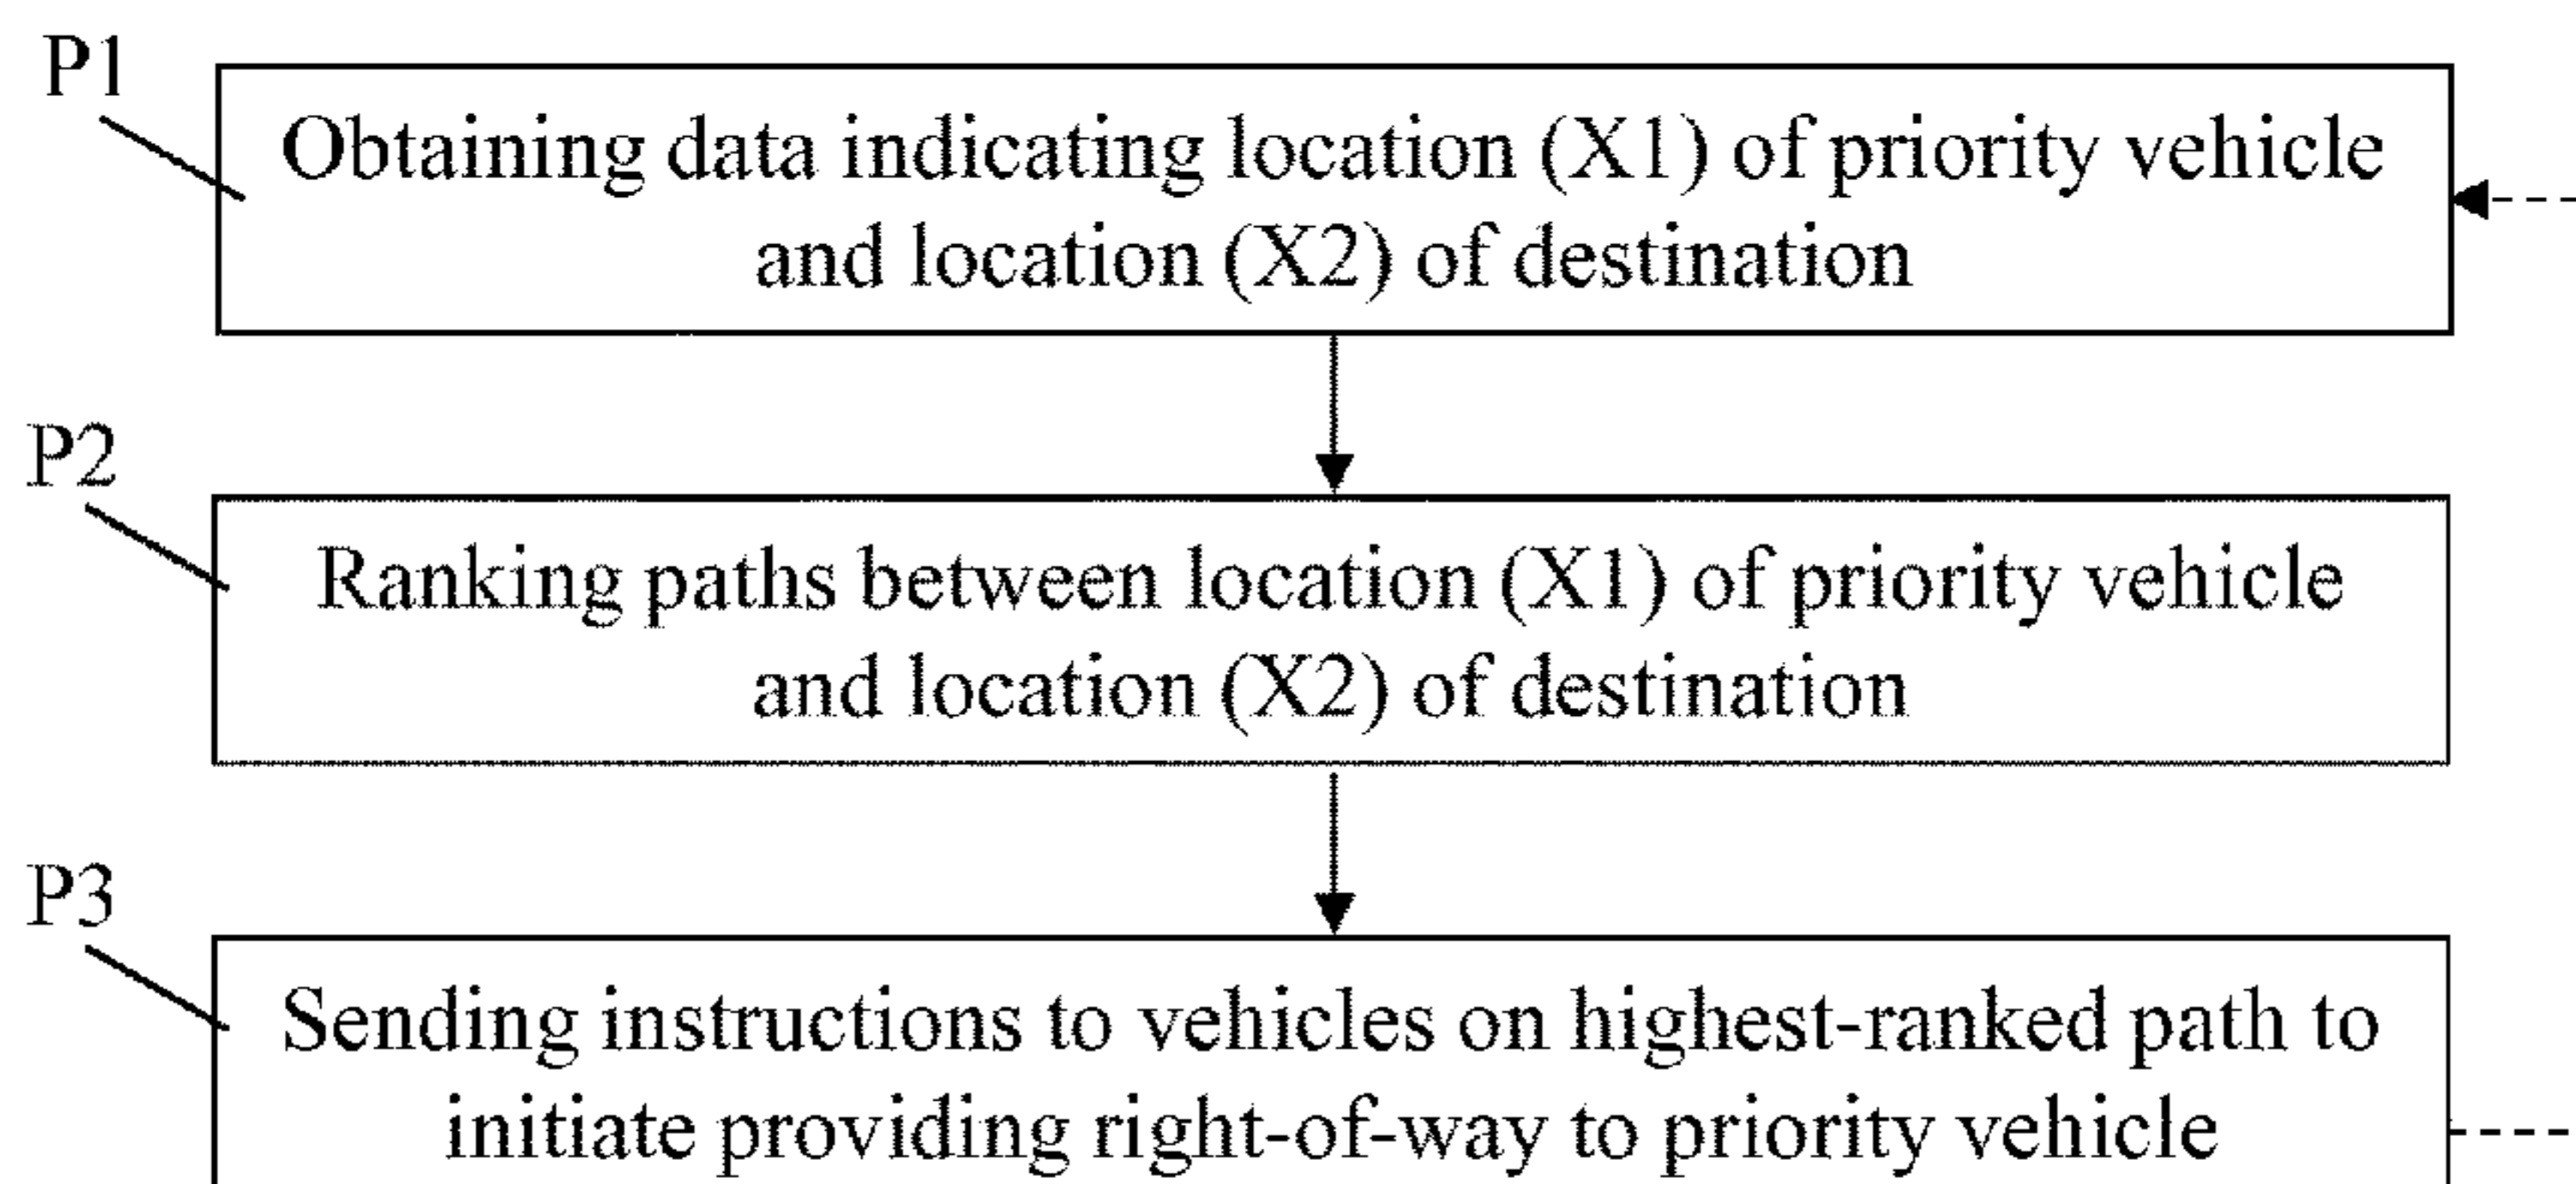 P1
Obtaining data indicating location (X1) of priority vehicle
and location (X2) of destination
P2
Ranking paths between location (X1) of priority vehicle
and location (X2) of destination
P3
Sending instructions to vehicles on highest-ranked path to
initiate providing right-of-way to priority vehicle